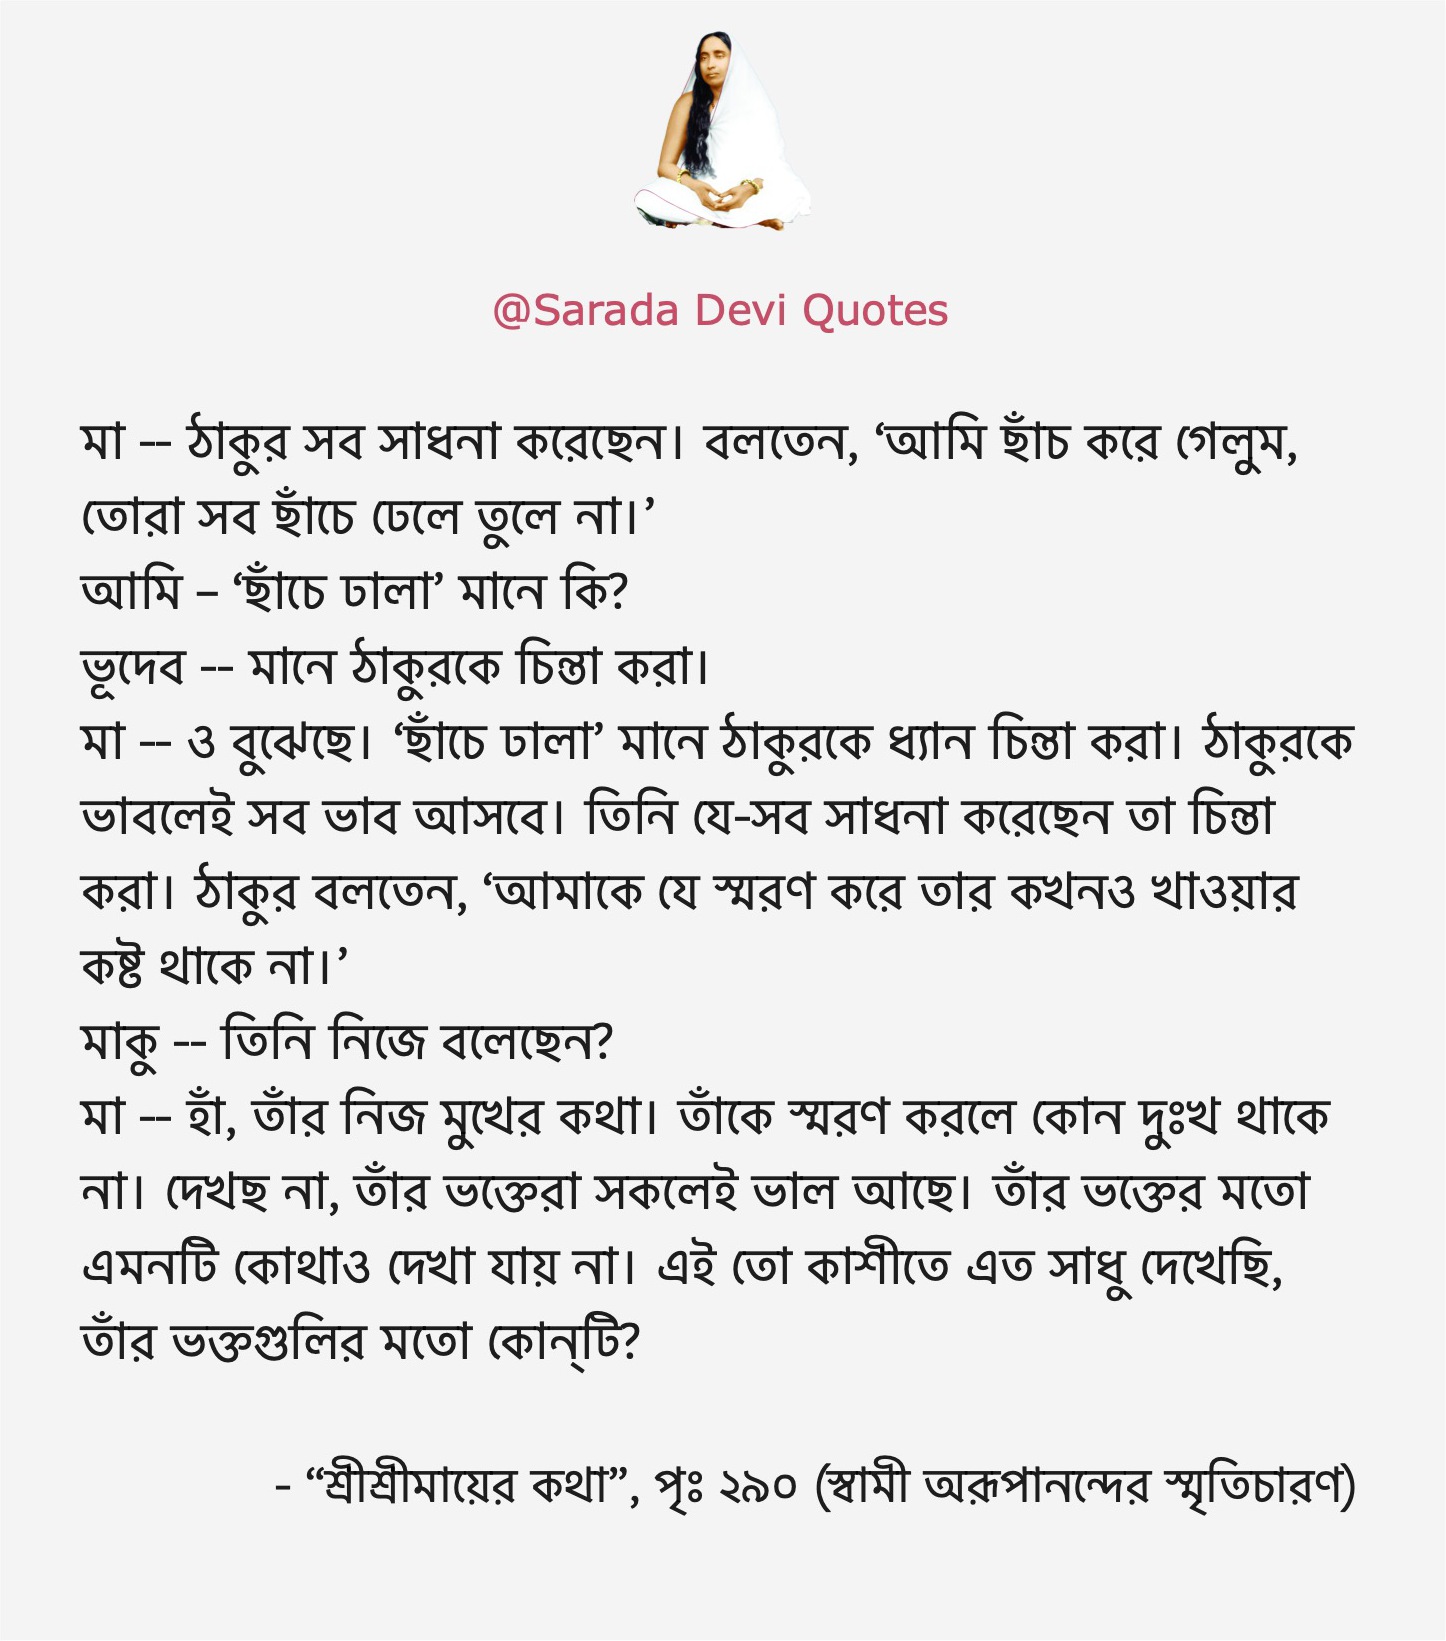 @Sarada Devi Quotes
মা -- ঠাকুর সব সাধনা করেছেন। বলতেন, ‘আমি ছাঁচ করে গেলুম,
তোরা সব ছাঁচে ঢেলে তুলে না।’
আমি – ‘ছাঁচে ঢালা’ মানে কি?
ভূদেব -- মানে ঠাকুরকে চিন্তা করা।
মা -- ও বুঝেছে। ‘ছাঁচে ঢালা’ মানে ঠাকুরকে ধ্যান চিন্তা করা। ঠাকুরকে
ভাবলেই সব ভাব আসবে। তিনি যে-সব সাধনা করেছেন তা চিন্তা
করা। ঠাকুর বলতেন, ‘আমাকে যে স্মরণ করে তার কখনও খাওয়ার
কষ্ট থাকে না।’
মাকু -- তিনি নিজে বলেছেন?
মা -- হাঁ, তাঁর নিজ মুখের কথা। তাঁকে স্মরণ করলে কোন দুঃখ থাকে
না। দেখছ না, তাঁর ভক্তেরা সকলেই ভাল আছে। তাঁর ভক্তের মতো
এমনটি কোথাও দেখা যায় না। এই তো কাশীতে এত সাধু দেখেছি,
তাঁর ভক্তগুলির মতো কোন্‌টি?
- “শ্রীশ্রীমায়ের কথা”, পৃঃ ২৯০ (স্বামী অরূপানন্দের স্মৃতিচারণ)